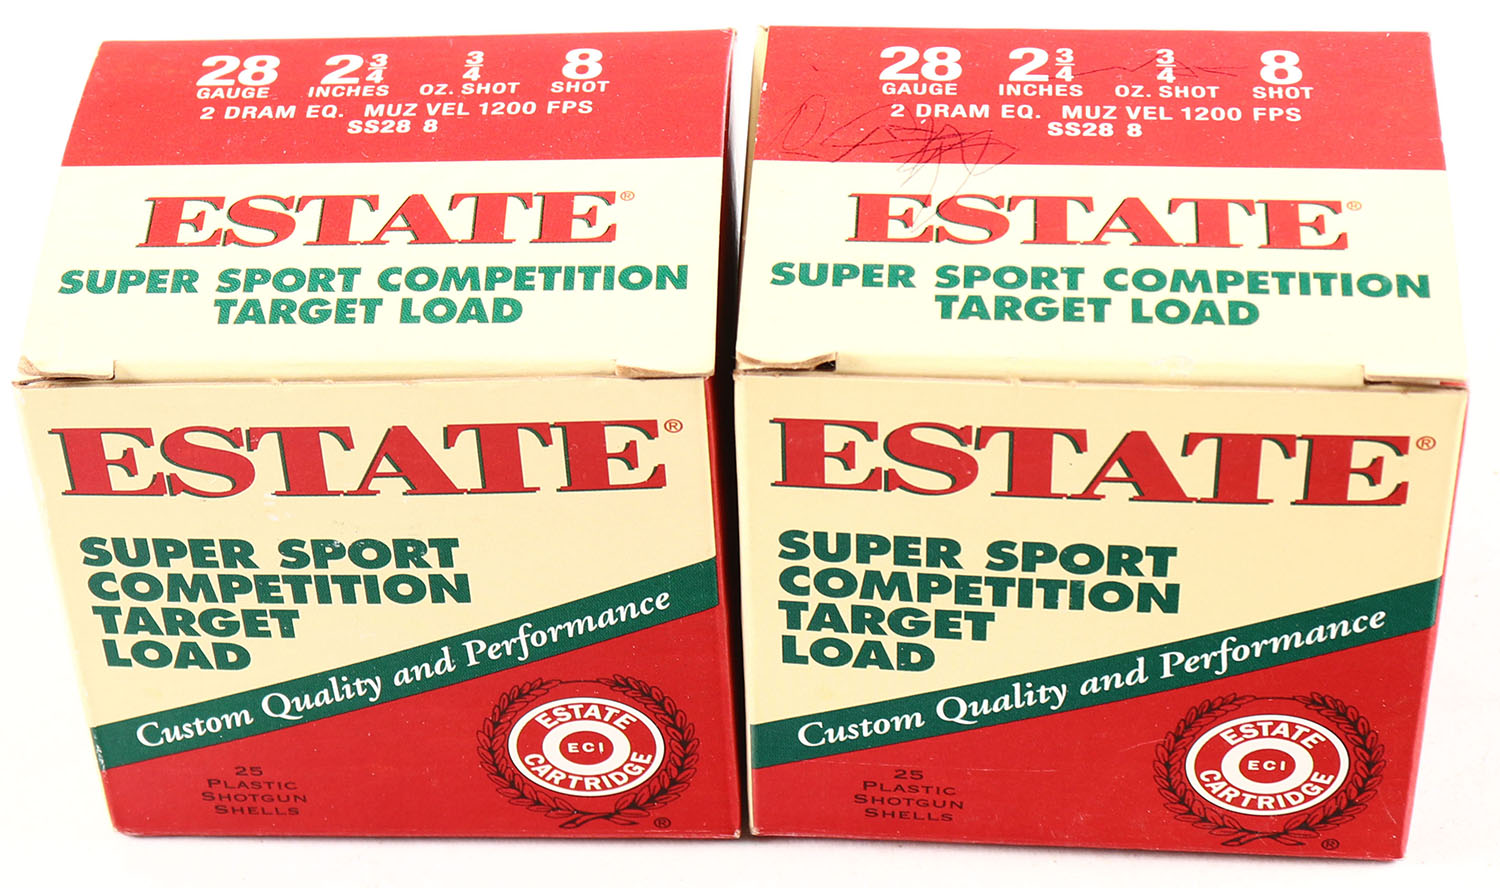 28 2 3/4 3/4 8
GAUGE INCHES OZ. SHOT SHOT
2 DRAM EQ. MUZ VEL 1200 FPS
SS28 8
ESTATE®
SUPER SPORT COMPETITION
TARGET LOAD
ESTATE®
SUPER SPORT
COMPETITION
TARGET
LOAD
Custom Quality and Performance
25
PLASTIC
SHOTGUN
SHELLS
ESTATE
ECI
CARTRIDGE
®
28 2 3/4 3/4 8
GAUGE INCHES OZ. SHOT SHOT
2 DRAM EQ. MUZ VEL 1200 FPS
SS28 8
ESTATE®
SUPER SPORT COMPETITION
TARGET LOAD
ESTATE®
SUPER SPORT
COMPETITION
TARGET
LOAD
Custom Quality and Performance
25
PLASTIC
SHOTGUN
SHELLS
ESTATE
ECI
CARTRIDGE
®